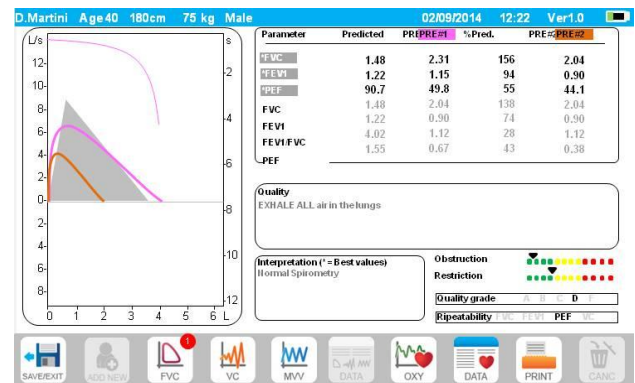 D.Martini Age40 180cm 75 kg Male 02/09/2014 12:22 Ver1.0
L/s s
Parameter Predicted PRE#1 %Pred. PRE#2
*FVC 1.48 2.31 156 2.04
*FEV1 1.22 1.15 94 0.90
*PEF 90.7 49.8 55 44.1
FVC 1.48 2.04 138 2.04
FEV1 1.22 0.90 74 0.90
FEV1/FVC 4.02 1.12 28 1.12
PEF 1.55 0.67 43 0.38
12-
10-
8-
6-
4-
2-
0-
2-
4-
6-
8-
-2
-4
-6
-8
-10
-12
0 1 2 3 4 5 6 L
Quality
EXHALE ALL air in the lungs
Interpretation (* = Best values)
Normal Spirometry
Obstruction
Restriction
Quality grade A B C D F
Ripeatability FVC FEV1 PEF VC
1
SAVE/EXIT ADD NEW FVC VC MVV DATA OXY DATA PRINT CANC